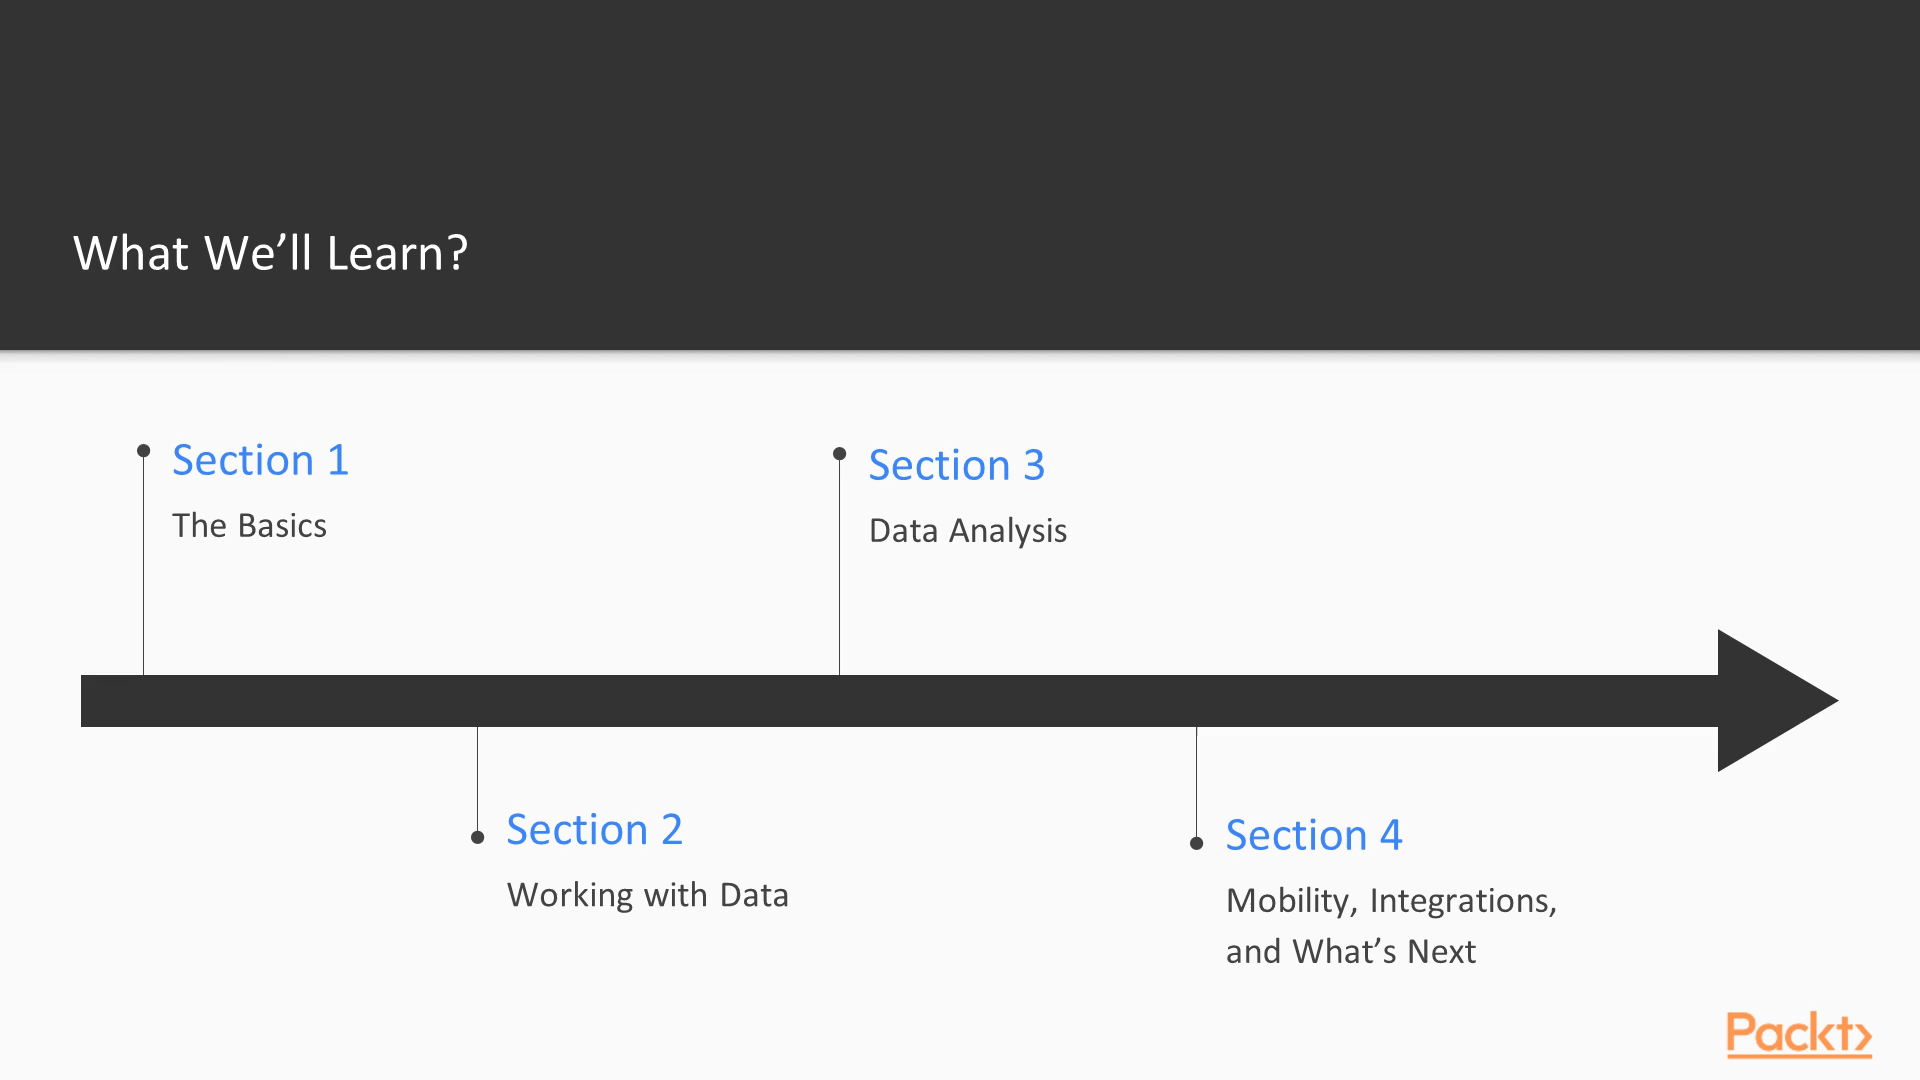 What We’ll Learn?
Section 1
The Basics
Section 2
Working with Data
Section 3
Data Analysis
Section 4
Mobility, Integrations,
and What’s Next
Packt